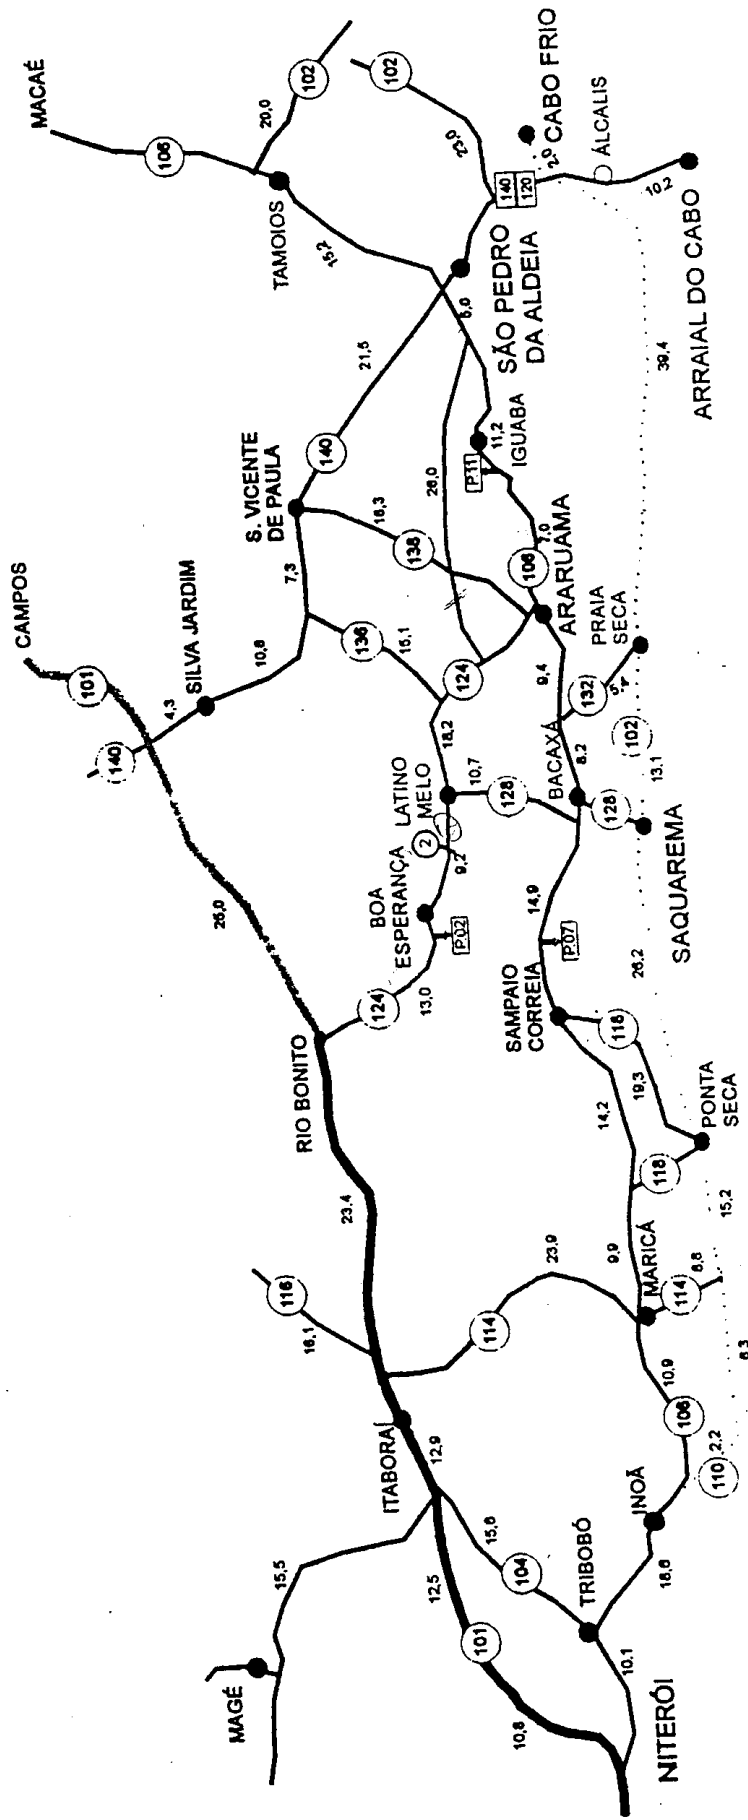 MACAÉ
106
20,0
102
102
TAMOIOS
25,2
23,0
140
120
2,0
CABO FRIO
ÁLCALIS
10,2
ARRAIAL DO CABO
SÃO PEDRO
DA ALDEIA
5,0
21,5
39,4
S. VICENTE
DE PAULA
140
26,0
P.11
11,2
IGUABA
16,3
138
7,0
106
ARARUAMA
CAMPOS
101
SILVA JARDIM
10,8
7,3
136
15,1
124
9,4
PRAIA
SECA
132
140
4,3
18,2
BACAXÁ
8,2
102
13,1
LATINO
MELO
10,7
128
128
SAQUAREMA
26,0
BOA
ESPERANÇA
2
9,2
P.02
14,9
P.07
26,2
RIO BONITO
124
13,0
SAMPAIO
CORREIA
118
19,3
14,2
PONTA
SECA
118
23,4
15,2
116
16,1
23,9
114
9,9
MARICÁ
114
6,8
ITABORAÍ
12,9
10,9
106
6,3
2,2
110
INOÃ
15,5
15,6
104
TRIBOBÓ
18,6
12,5
101
MAGÉ
10,8
10,1
NITERÓI